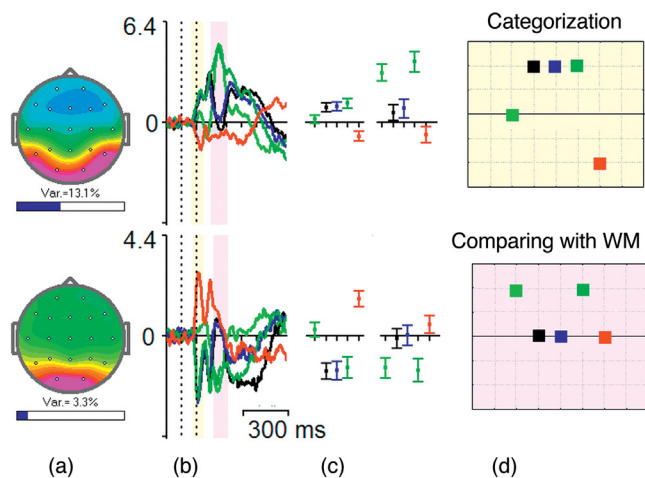 Categorization
6.4
0
Var.=13.1%
Comparing with WM
4.4
0
Var.= 3.3%
300 ms
(a) (b) (c) (d)